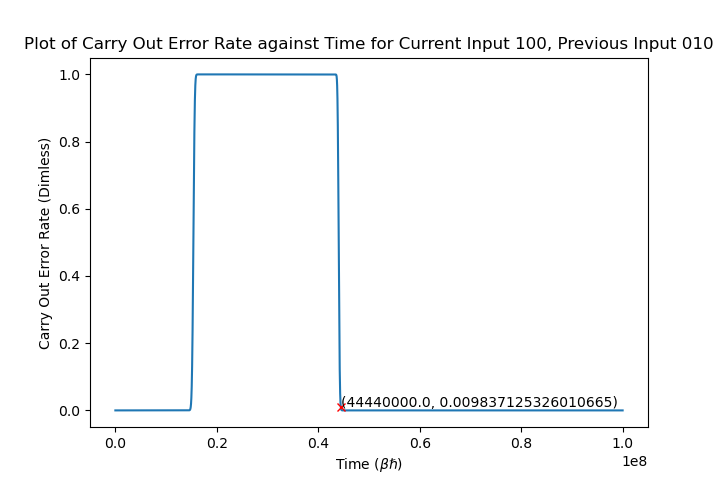 Plot of Carry Out Error Rate against Time for Current Input 100, Previous Input 010
Carry Out Error Rate (Dimless)
1.0
0.8
0.6
0.4
0.2
0.0
(44440000.0, 0.009837125326010665)
0.0 0.2 0.4 0.6 0.8 1.0
1e8
Time (βℏ)